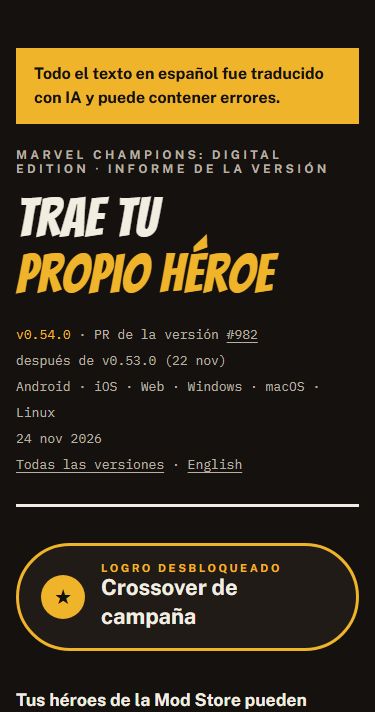 Todo el texto en español fue traducido
con IA y puede contener errores.
MARVEL CHAMPIONS: DIGITAL
EDITION · INFORME DE LA VERSIÓN
TRAE TU
PROPIO HÉROE
v0.54.0 · PR de la versión #982
después de v0.53.0 (22 nov)
Android · iOS · Web · Windows · macOS ·
Linux
24 nov 2026
Todas las versiones · English
LOGRO DESBLOQUEADO
★ Crossover de
campaña
Tus héroes de la Mod Store pueden